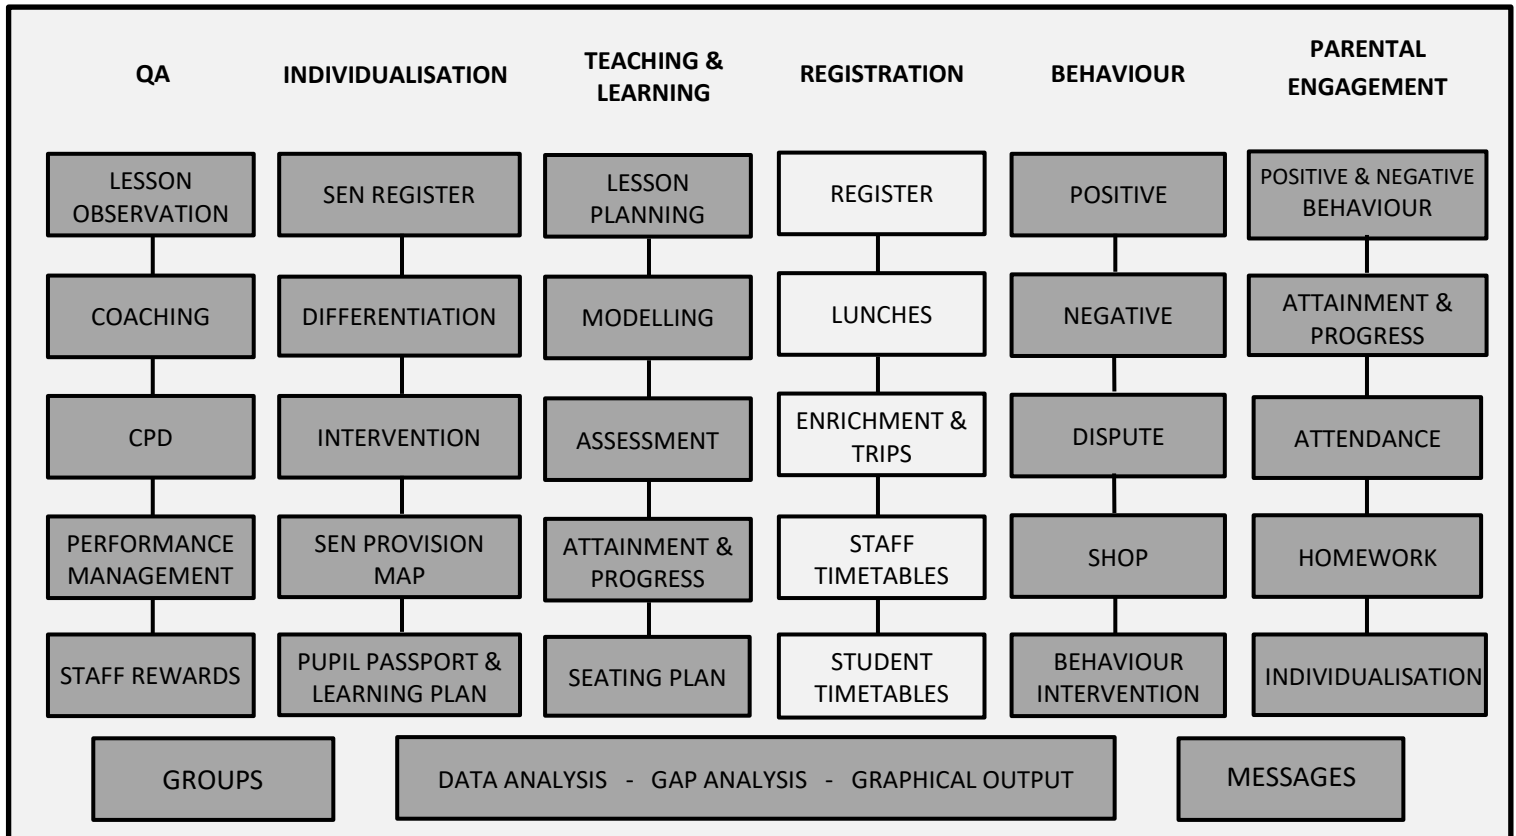 QA
INDIVIDUALISATION
TEACHING &
LEARNING
REGISTRATION
BEHAVIOUR
PARENTAL
ENGAGEMENT
LESSON
OBSERVATION
COACHING
CPD
PERFORMANCE
MANAGEMENT
STAFF REWARDS
SEN REGISTER
DIFFERENTIATION
INTERVENTION
SEN PROVISION
MAP
PUPIL PASSPORT &
LEARNING PLAN
LESSON
PLANNING
MODELLING
ASSESSMENT
ATTAINMENT &
PROGRESS
SEATING PLAN
REGISTER
LUNCHES
ENRICHMENT &
TRIPS
STAFF
TIMETABLES
STUDENT
TIMETABLES
POSITIVE
NEGATIVE
DISPUTE
SHOP
BEHAVIOUR
INTERVENTION
POSITIVE & NEGATIVE
BEHAVIOUR
ATTAINMENT &
PROGRESS
ATTENDANCE
HOMEWORK
INDIVIDUALISATION
GROUPS
DATA ANALYSIS - GAP ANALYSIS - GRAPHICAL OUTPUT
MESSAGES